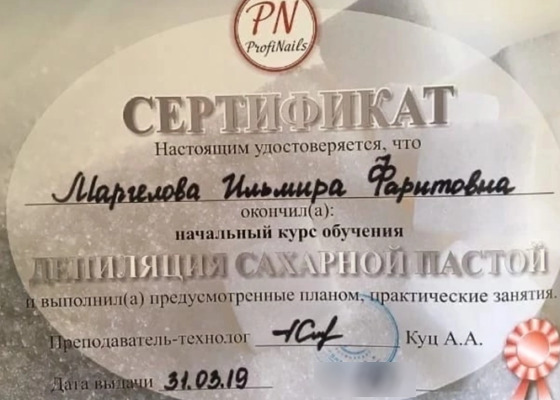 PN
ProfiNails
СЕРТИФИКАТ
Настоящим удостоверяется, что
Маргелова Ильмира Фаритовна
окончил(а):
начальный курс обучения
ДЕПИЛЯЦИЯ САХАРНОЙ ПАСТОЙ
и выполнил(а) предусмотренные планом, практические занятия.
Преподаватель-технолог Куц А.А.
Дата выдачи 31.03.19